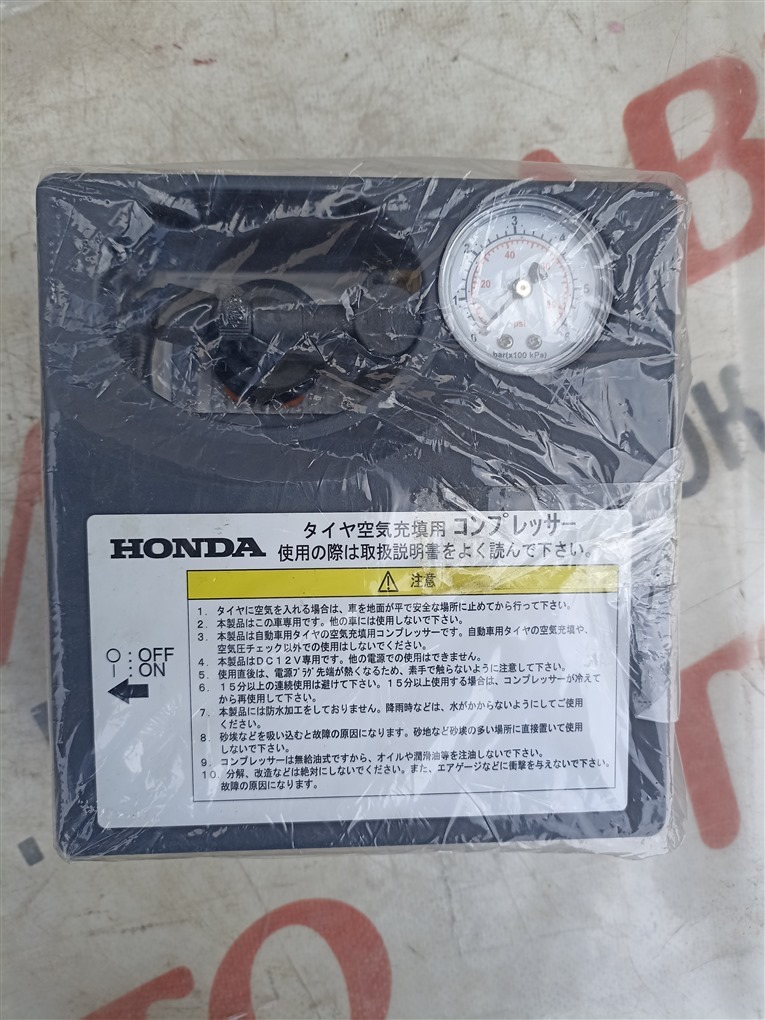 3
2
4
40
20
1
5
0
psi
bar(x100 kPa)
HONDA
タイヤ空気充填用 コンプレッサー
使用の際は取扱説明書をよく読んで下さい。
注意
1. タイヤに空気を入れる場合は、車を地面が平で安全な場所に止めてから行って下さい。
2. 本製品はこの車専用です。他の車には使用しないで下さい。
3. 本製品は自動車用タイヤの空気充填用コンプレッサーです。自動車用タイヤの空気充填や、
空気圧チェック以外での使用はしないでください。
4. 本製品はDC12V専用です。他の電源での使用はできません。
5. 使用直後は、電源プラグ先端が熱くなるため、素手で触らないように注意して下さい。
6. 15分以上の連続使用は避けて下さい。15分以上使用する場合は、コンプレッサーが冷えて
から再使用して下さい。
7. 本製品には防水加工をしておりません。降雨時などは、水がかからないようにしてご使用
ください。
8. 砂埃などを吸い込むと故障の原因になります。砂地など砂埃の多い場所に直接置いて使用
しないで下さい。
9. コンプレッサーは無給油式ですから、オイルや潤滑油等を注油しないで下さい。
10. 分解、改造などは絶対にしないでください。また、エアゲージなどに衝撃を与えないで下さい。
故障の原因になります。
O : OFF
I : ON